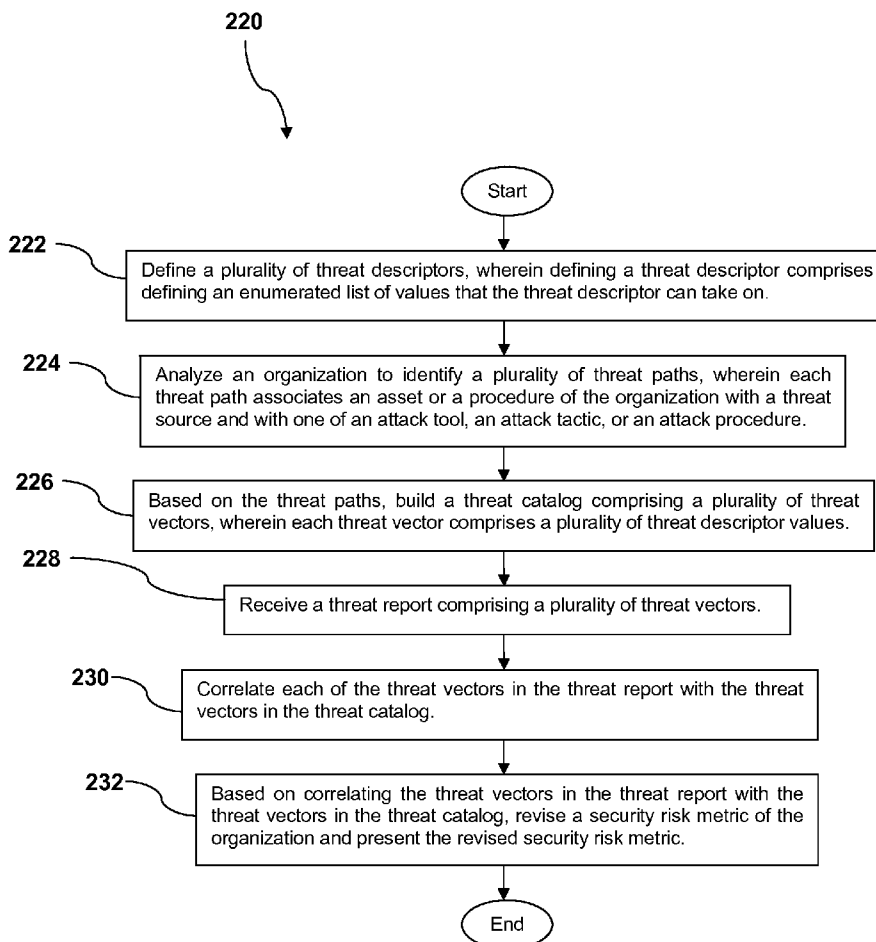 220
Start
222
Define a plurality of threat descriptors, wherein defining a threat descriptor comprises
defining an enumerated list of values that the threat descriptor can take on.
224
Analyze an organization to identify a plurality of threat paths, wherein each
threat path associates an asset or a procedure of the organization with a threat
source and with one of an attack tool, an attack tactic, or an attack procedure.
226
Based on the threat paths, build a threat catalog comprising a plurality of threat
vectors, wherein each threat vector comprises a plurality of threat descriptor values.
228
Receive a threat report comprising a plurality of threat vectors.
230
Correlate each of the threat vectors in the threat report with the threat
vectors in the threat catalog.
232
Based on correlating the threat vectors in the threat report with the
threat vectors in the threat catalog, revise a security risk metric of the
organization and present the revised security risk metric.
End